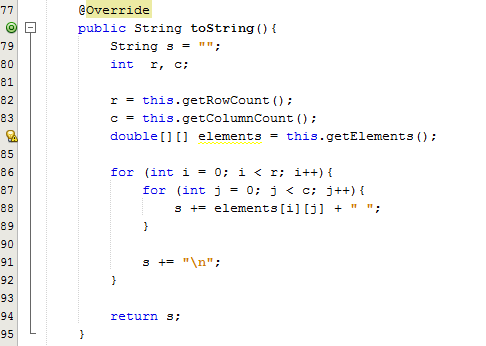 77 @Override
public String toString(){
79 String s = "";
80 int  r, c;
81
82 r = this.getRowCount();
83 c = this.getColumnCount();
double[][] elements = this.getElements();
85
86 for (int i = 0; i < r; i++){
87 for (int j = 0; j < c; j++){
88 s += elements[i][j] + " ";
89 }
90
91 s += "\n";
92 }
93
94 return s;
95 }